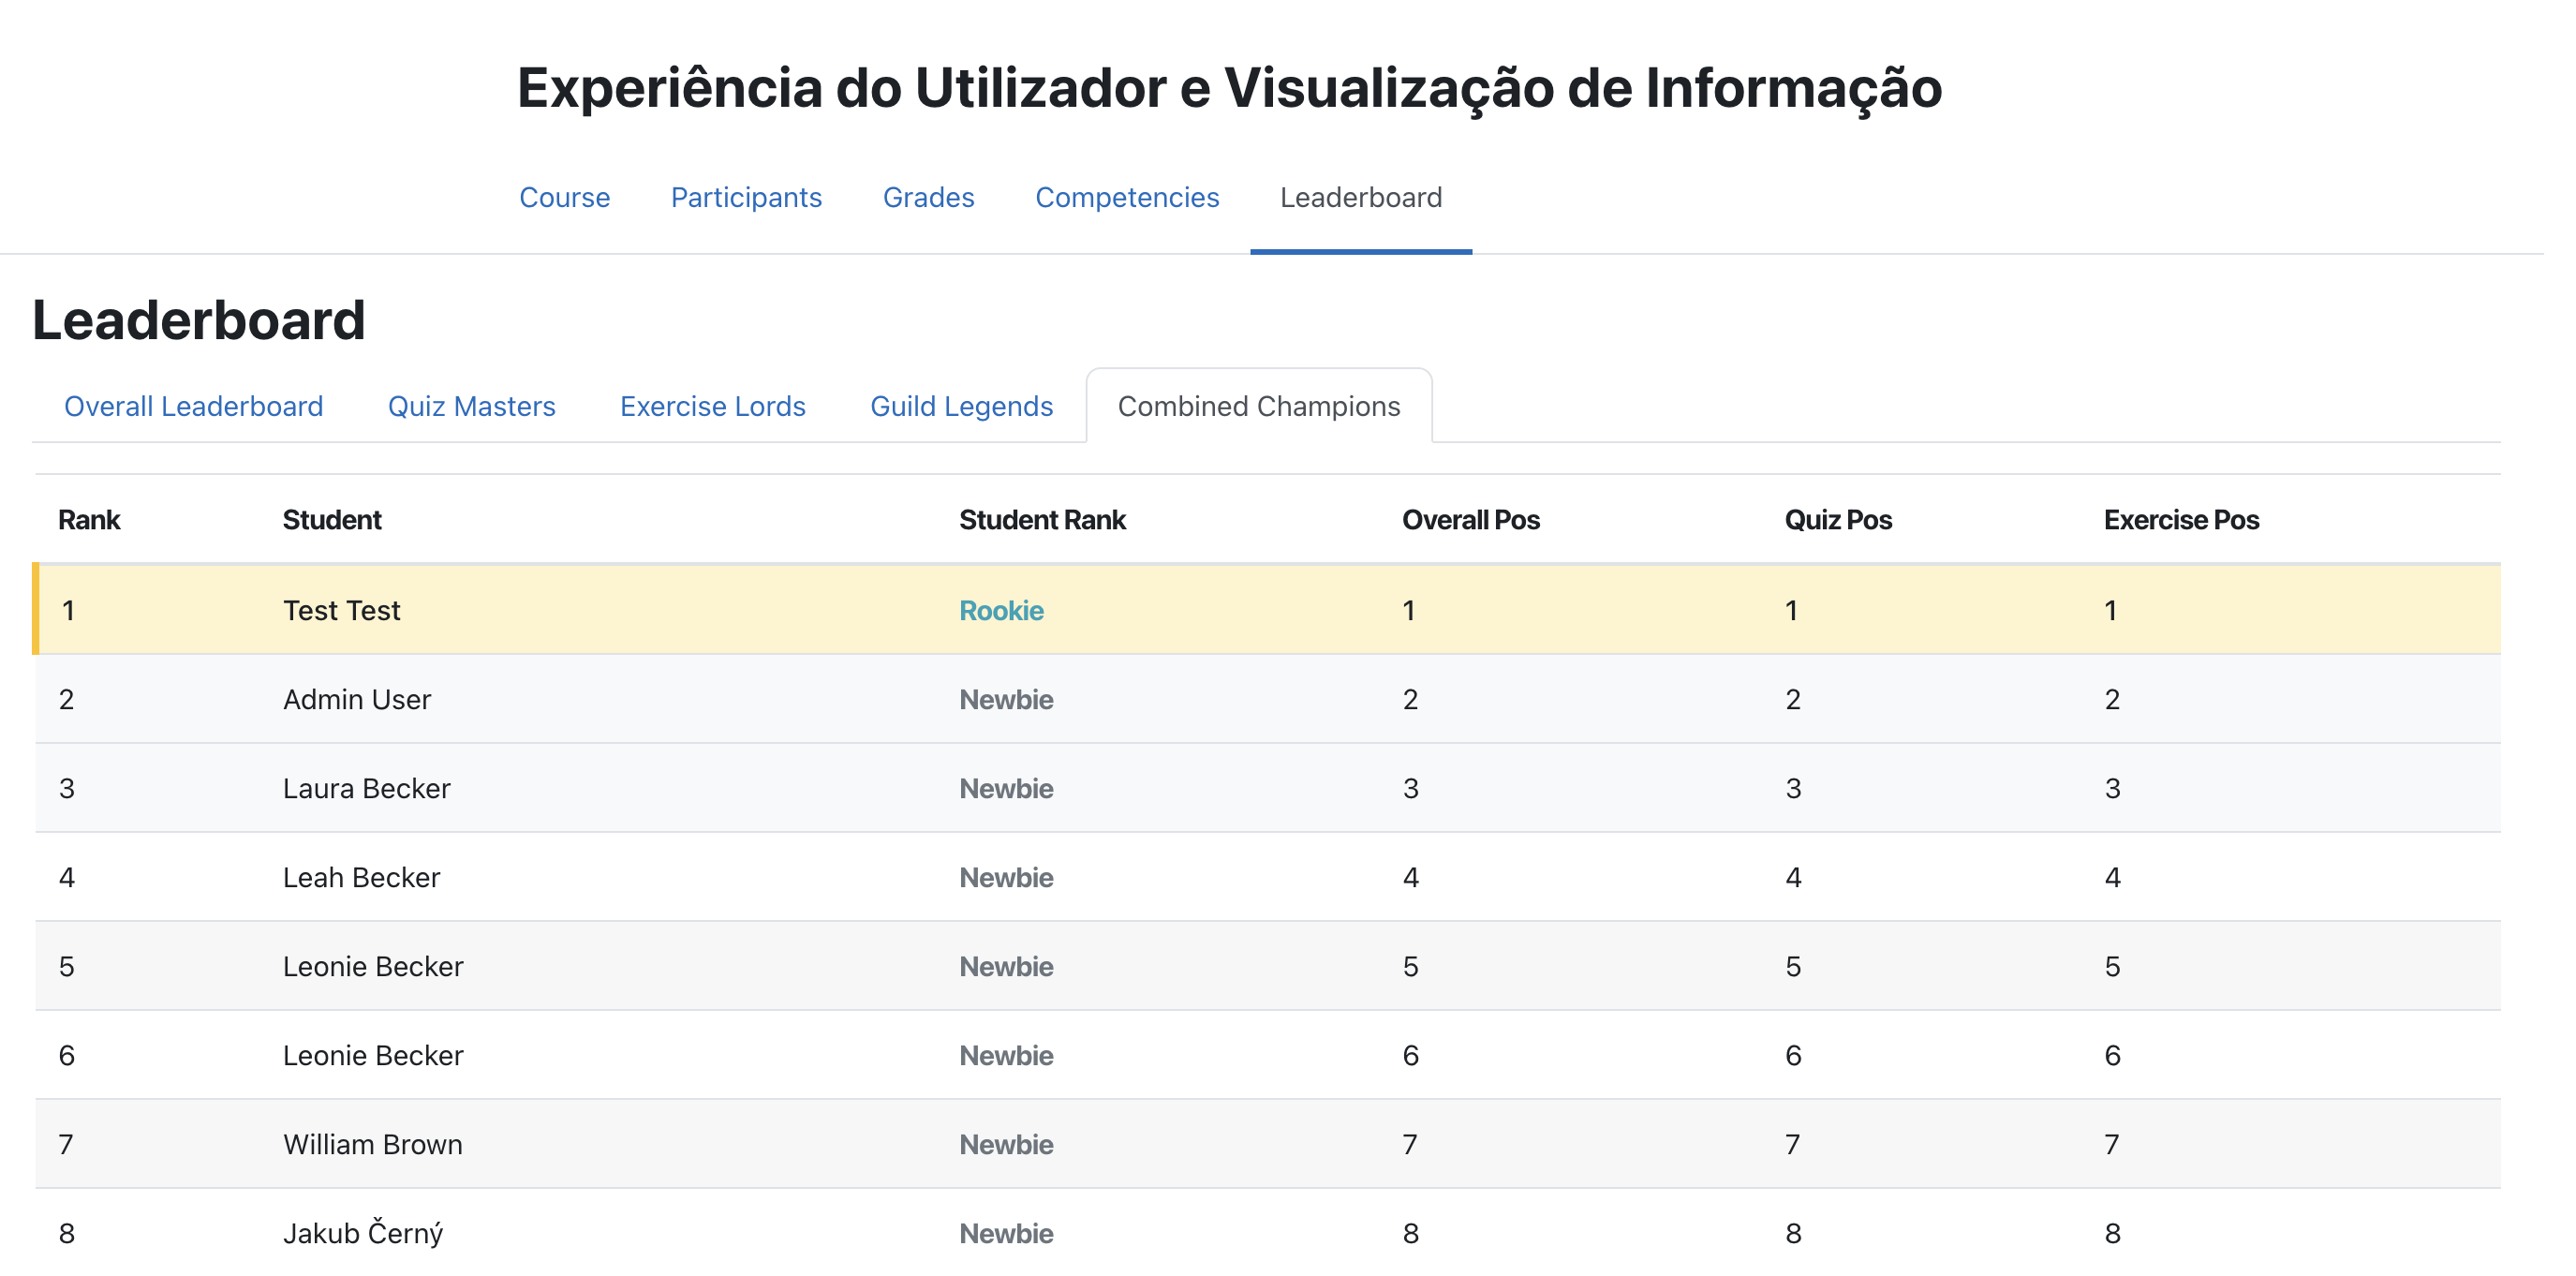 Experiência do Utilizador e Visualização de Informação
Course Participants Grades Competencies Leaderboard
Leaderboard
Overall Leaderboard Quiz Masters Exercise Lords Guild Legends Combined Champions
Rank Student Student Rank Overall Pos Quiz Pos Exercise Pos
1 Test Test Rookie 1 1 1
2 Admin User Newbie 2 2 2
3 Laura Becker Newbie 3 3 3
4 Leah Becker Newbie 4 4 4
5 Leonie Becker Newbie 5 5 5
6 Leonie Becker Newbie 6 6 6
7 William Brown Newbie 7 7 7
8 Jakub Černý Newbie 8 8 8